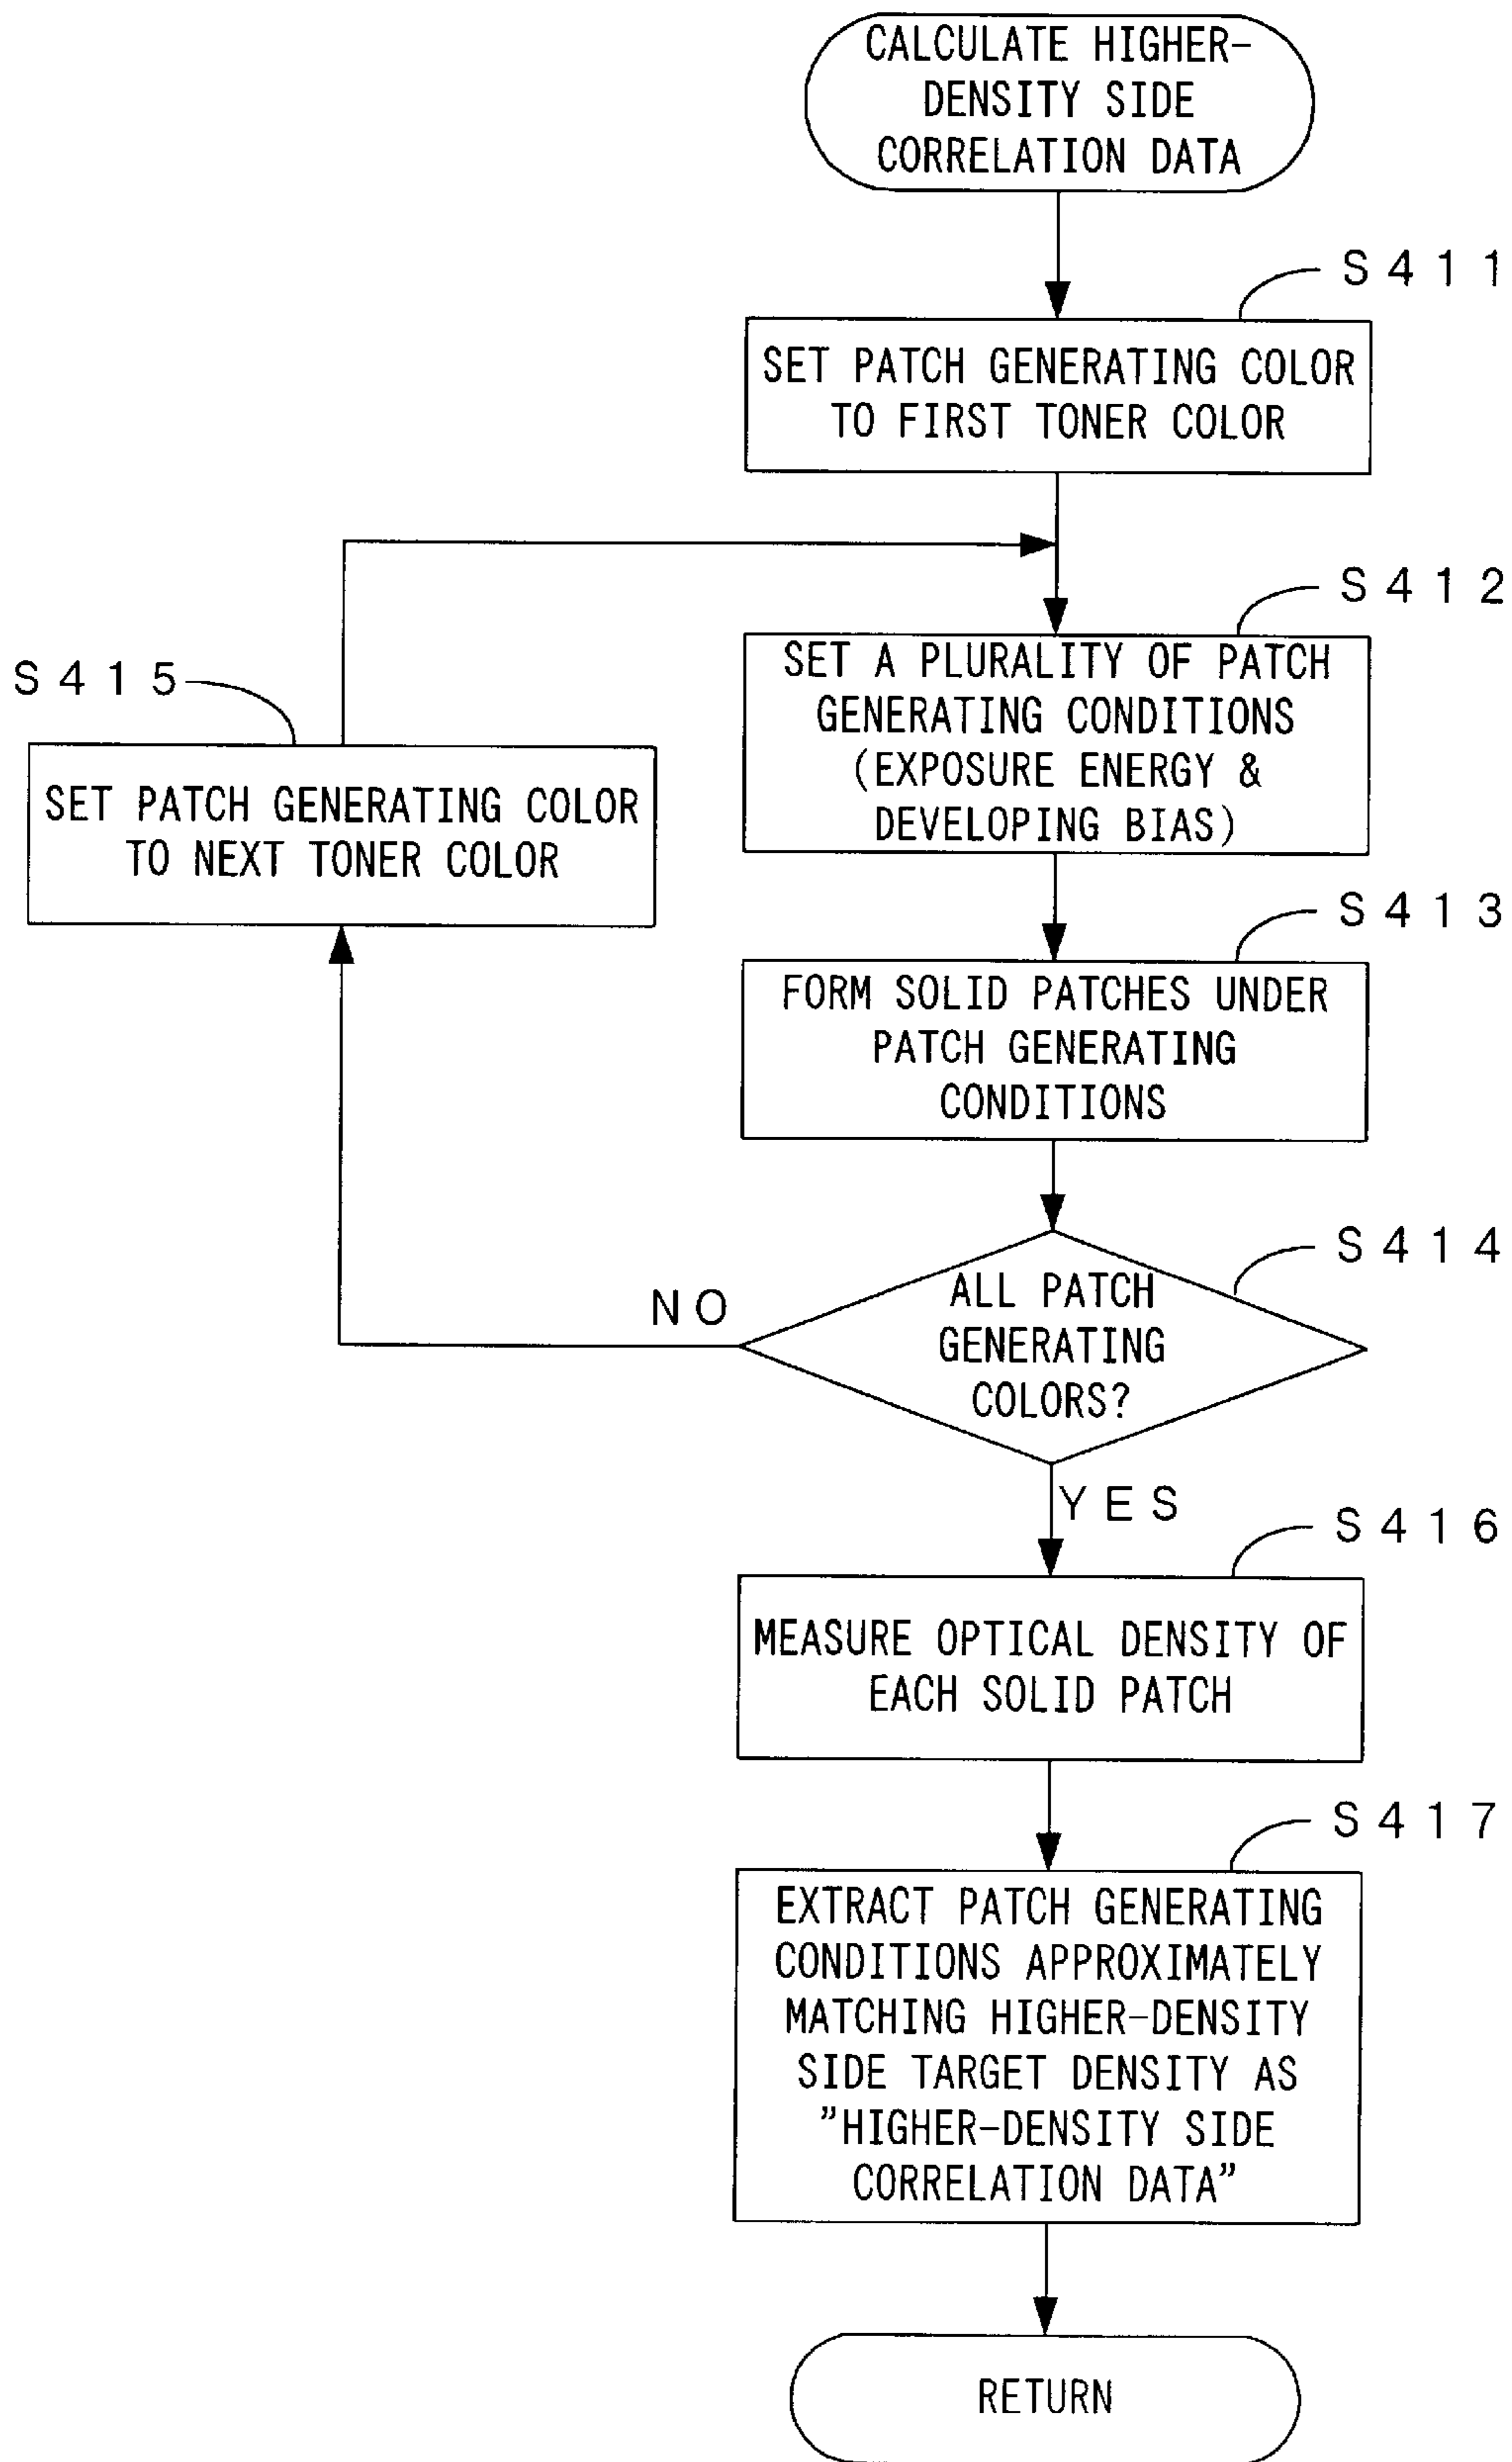 CALCULATE HIGHER-
DENSITY SIDE
CORRELATION DATA
S411
SET PATCH GENERATING COLOR
TO FIRST TONER COLOR
S412
SET A PLURALITY OF PATCH
GENERATING CONDITIONS
(EXPOSURE ENERGY &
DEVELOPING BIAS)
S415
SET PATCH GENERATING COLOR
TO NEXT TONER COLOR
S413
FORM SOLID PATCHES UNDER
PATCH GENERATING
CONDITIONS
S414
ALL PATCH
GENERATING
COLORS?
NO
YES
S416
MEASURE OPTICAL DENSITY OF
EACH SOLID PATCH
S417
EXTRACT PATCH GENERATING
CONDITIONS APPROXIMATELY
MATCHING HIGHER-DENSITY
SIDE TARGET DENSITY AS
”HIGHER-DENSITY SIDE
CORRELATION DATA”
RETURN